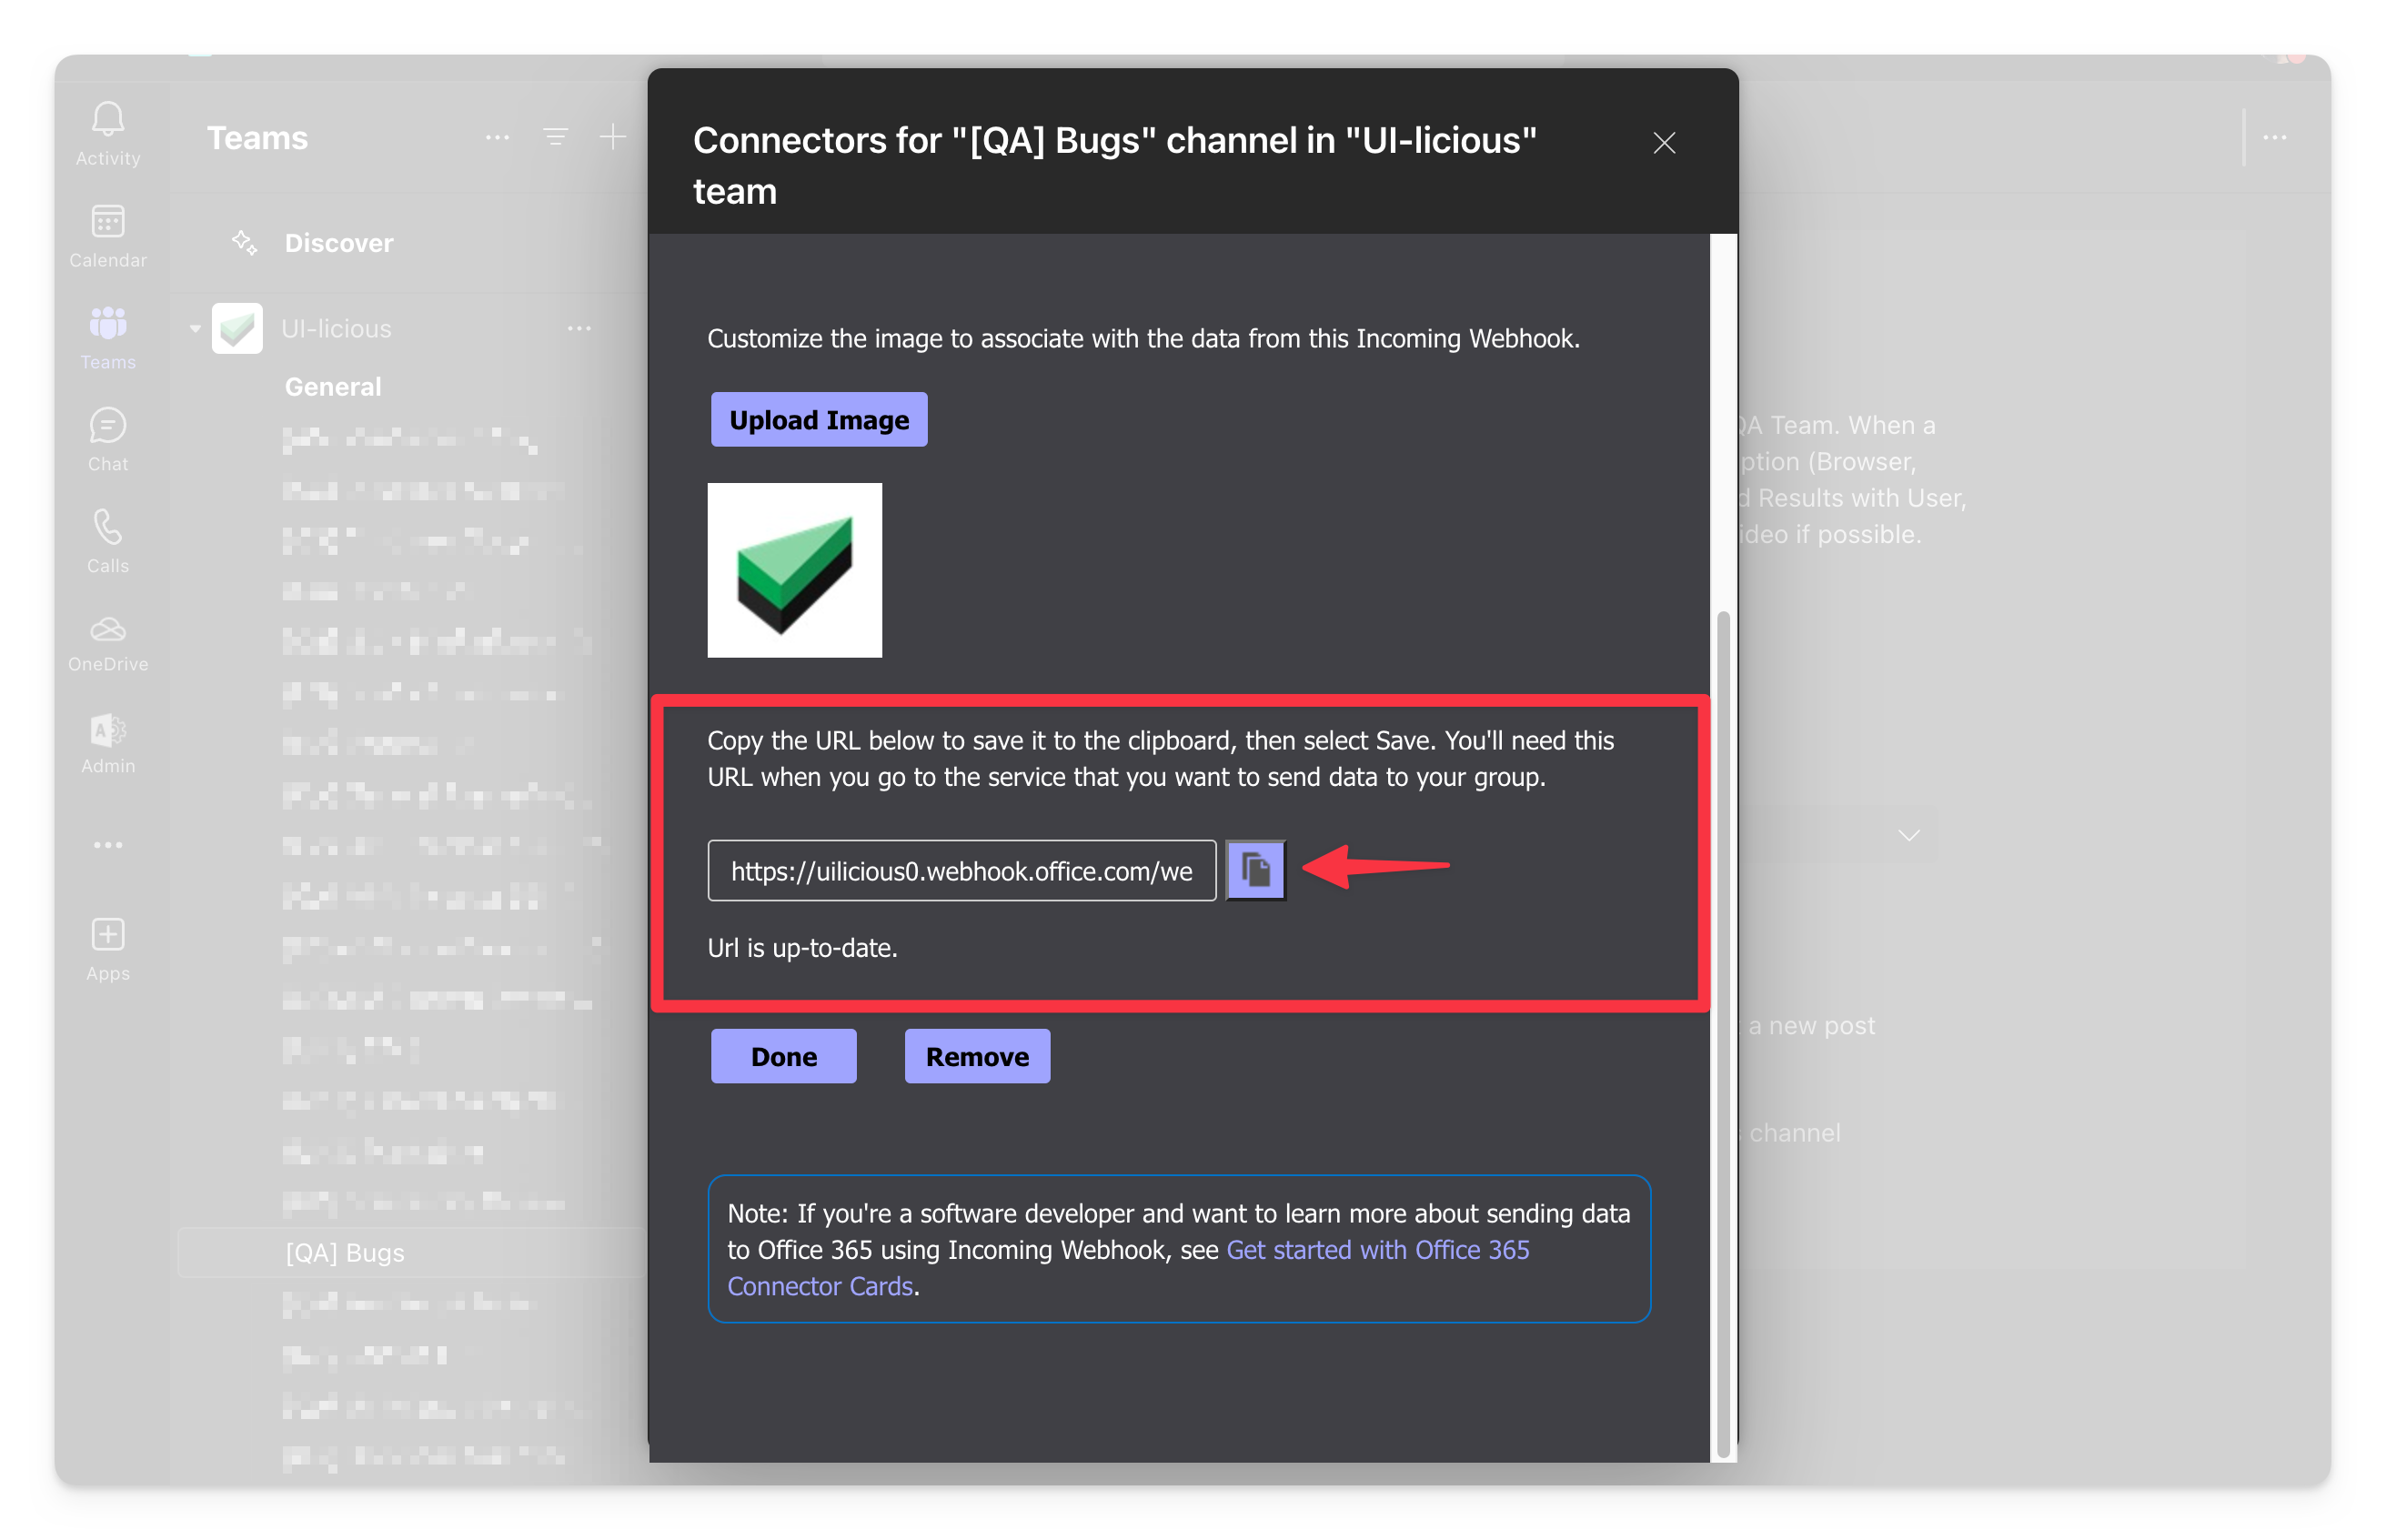 Activity
Calendar
Teams
Chat
Calls
OneDrive
Admin
Apps
Teams
Discover
UI-licious
General
[QA] Bugs
Connectors for "[QA] Bugs" channel in "UI-licious"
team
Customize the image to associate with the data from this Incoming Webhook.
Upload Image
Copy the URL below to save it to the clipboard, then select Save. You'll need this
URL when you go to the service that you want to send data to your group.
https://uilicious0.webhook.office.com/we
Url is up-to-date.
Done
Remove
Note: If you're a software developer and want to learn more about sending data
to Office 365 using Incoming Webhook, see Get started with Office 365
Connector Cards.
QA Team. When a
ption (Browser,
d Results with User,
ideo if possible.
a new post
channel